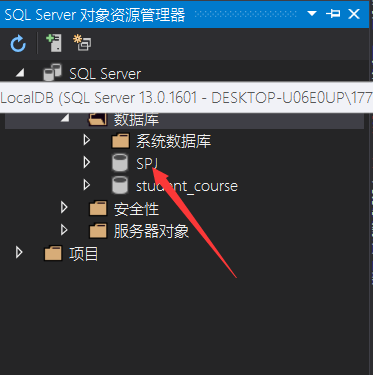 SQL Server 对象资源管理器
SQL Server
LocalDB (SQL Server 13.0.1601 - DESKTOP-U06E0UP\177
数据库
系统数据库
SPJ
student_course
安全性
服务器对象
项目